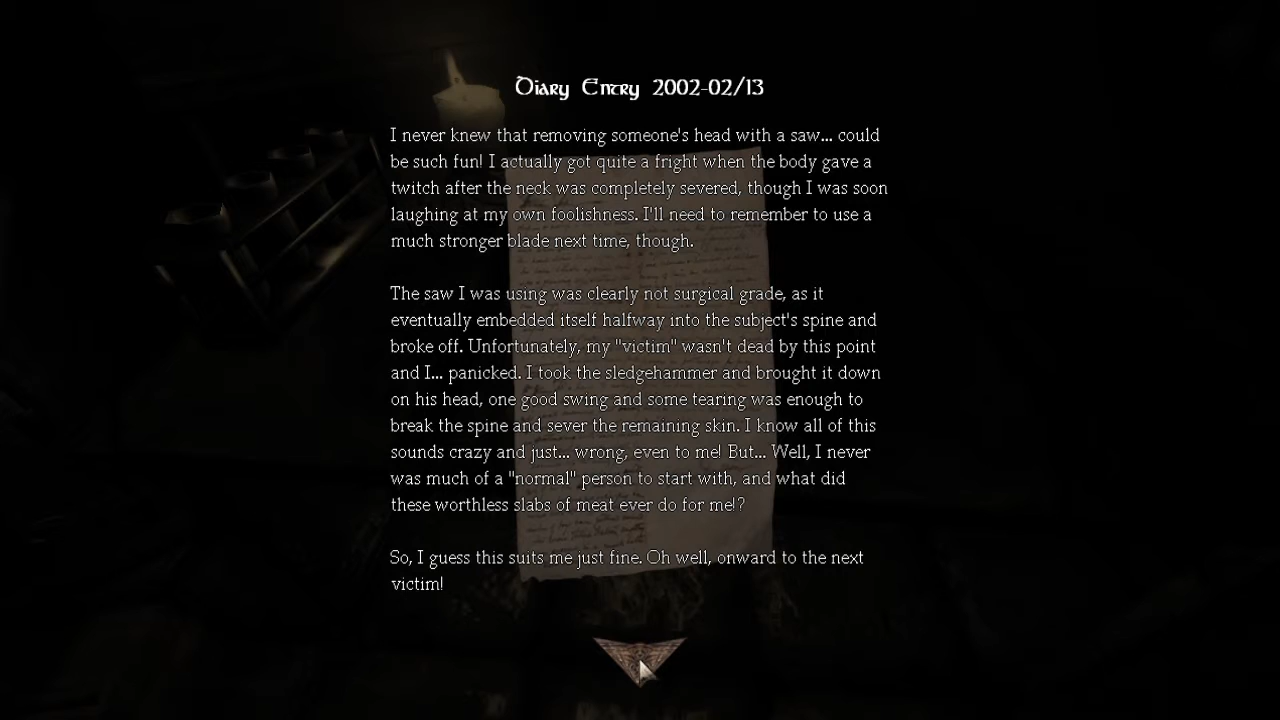 Diary Entry 2002-02/13
I never knew that removing someone's head with a saw... could
be such fun! I actually got quite a fright when the body gave a
twitch after the neck was completely severed, though I was soon
laughing at my own foolishness. I'll need to remember to use a
much stronger blade next time, though.
The saw I was using was clearly not surgical grade, as it
eventually embedded itself halfway into the subject's spine and
broke off. Unfortunately, my "victim" wasn't dead by this point
and I... panicked. I took the sledgehammer and brought it down
on his head, one good swing and some tearing was enough to
break the spine and sever the remaining skin. I know all of this
sounds crazy and just... wrong, even to me! But... Well, I never
was much of a "normal" person to start with, and what did
these worthless slabs of meat ever do for me!?
So, I guess this suits me just fine. Oh well, onward to the next
victim!